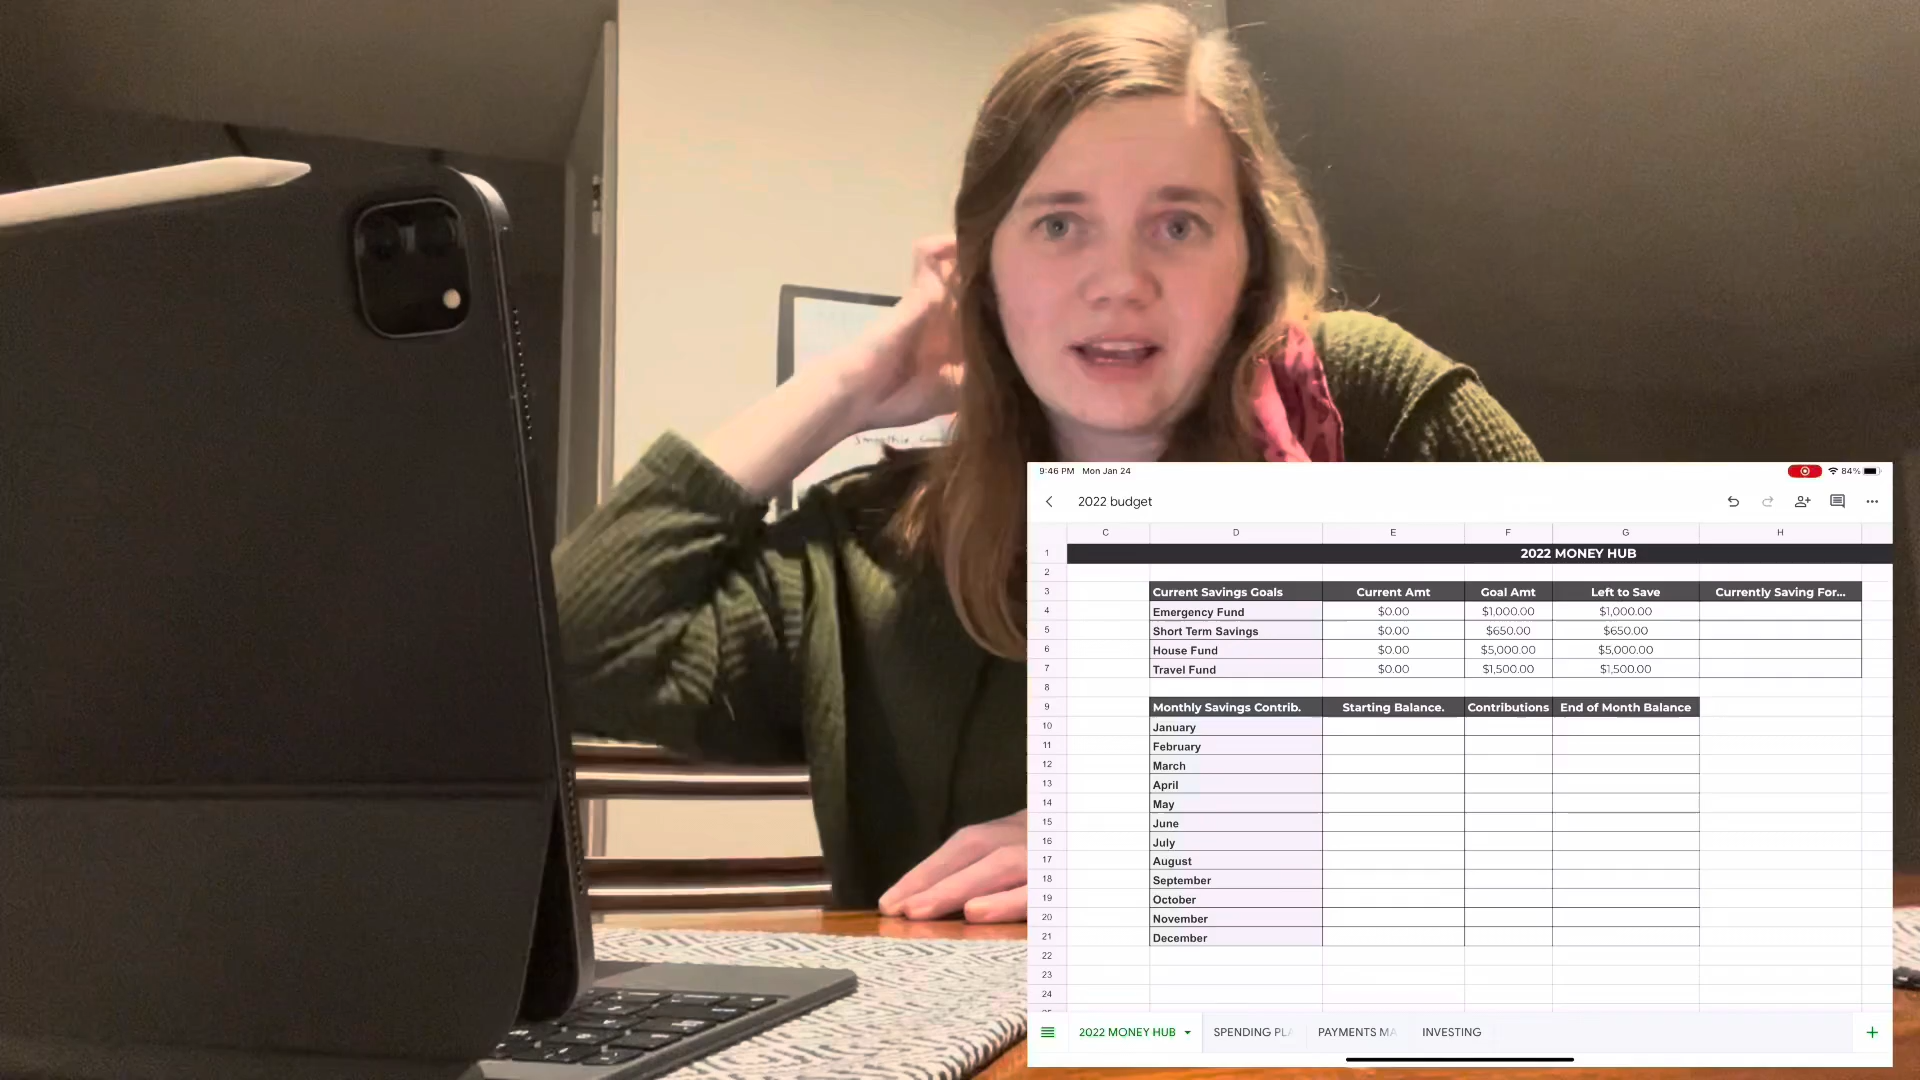 Smoothie
9:46 PM Mon Jan 24 84%
2022 budget
C D E F G H
1 2022 MONEY HUB
2
3 Current Savings Goals Current Amt Goal Amt Left to Save Currently Saving For...
4 Emergency Fund $0.00 $1,000.00 $1,000.00
5 Short Term Savings $0.00 $650.00 $650.00
6 House Fund $0.00 $5,000.00 $5,000.00
7 Travel Fund $0.00 $1,500.00 $1,500.00
8
9 Monthly Savings Contrib. Starting Balance. Contributions End of Month Balance
10 January
11 February
12 March
13 April
14 May
15 June
16 July
17 August
18 September
19 October
20 November
21 December
22
23
24
2022 MONEY HUB SPENDING PLA PAYMENTS MA INVESTING